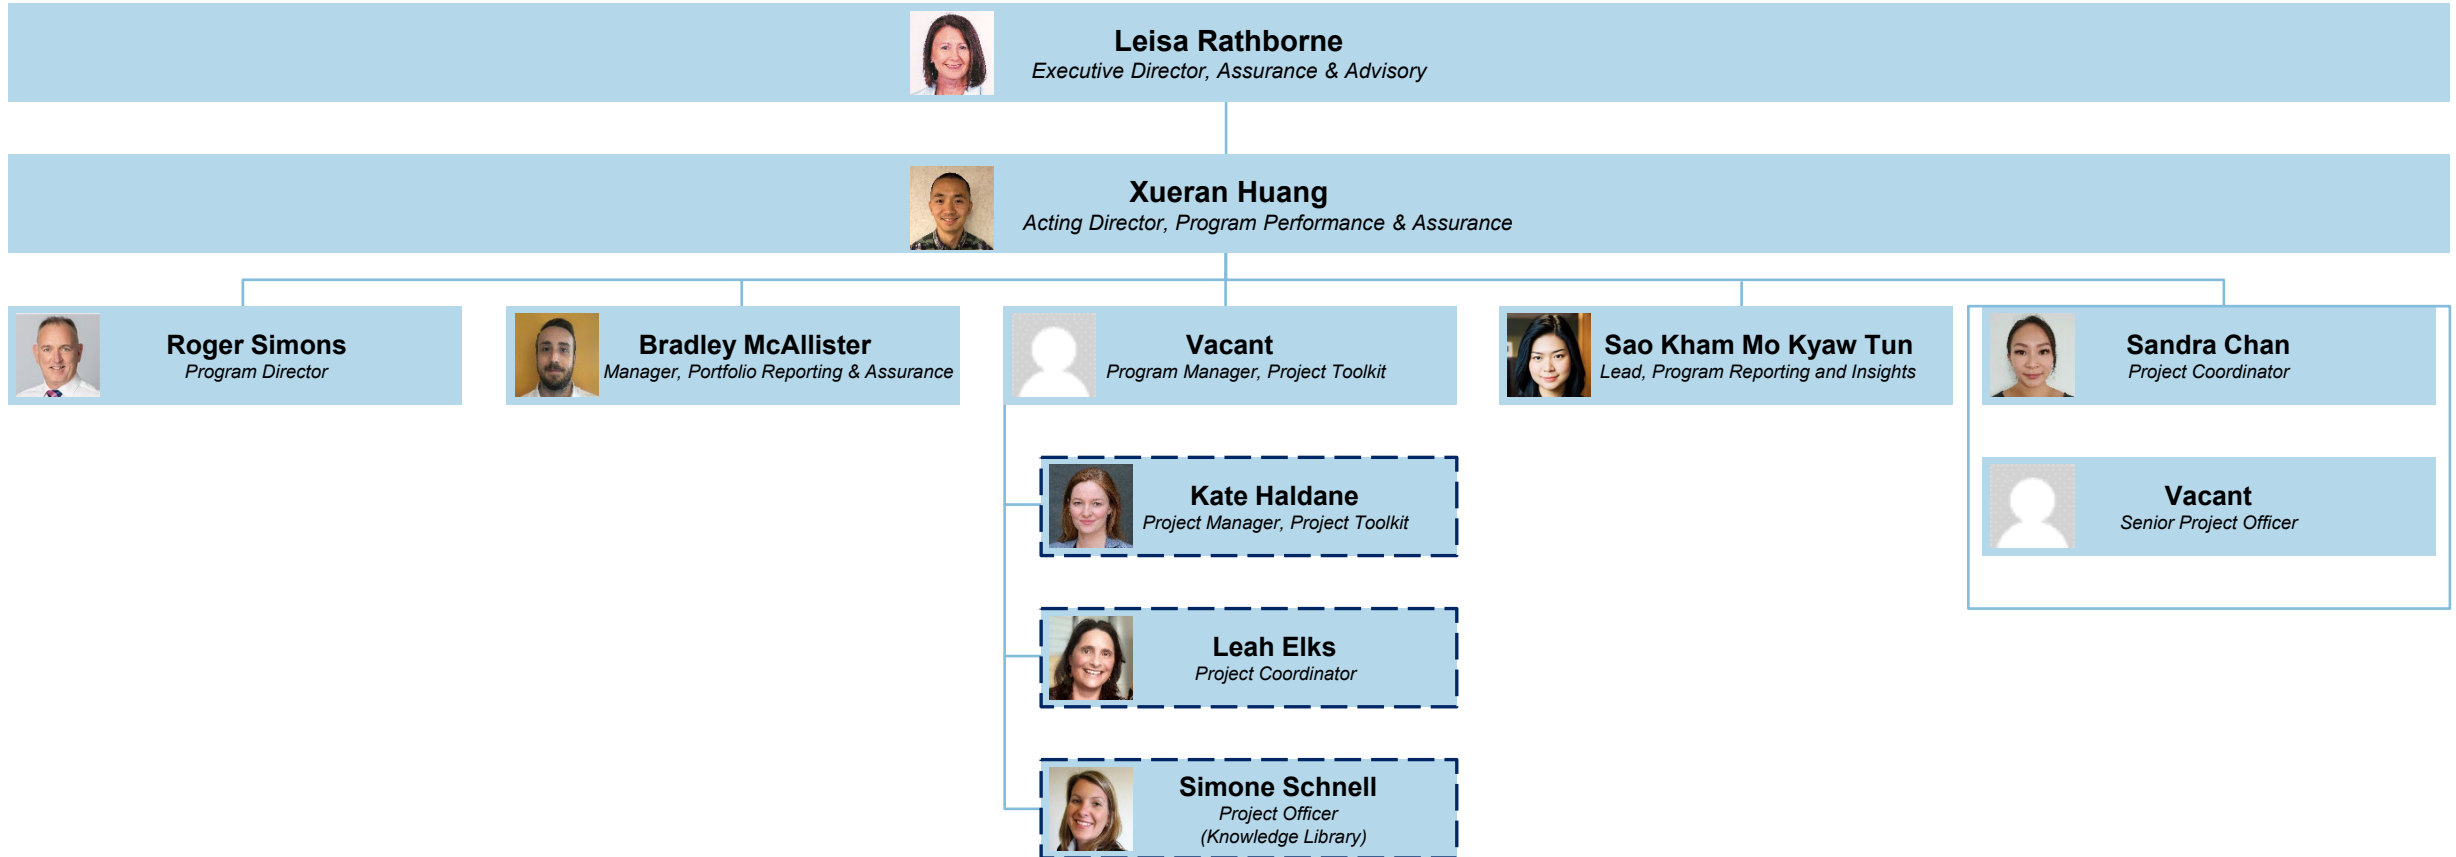 Leisa Rathborne
Executive Director, Assurance & Advisory
Xueran Huang
Acting Director, Program Performance & Assurance
Roger Simons
Program Director
Bradley McAllister
Manager, Portfolio Reporting & Assurance
Vacant
Program Manager, Project Toolkit
Sao Kham Mo Kyaw Tun
Lead, Program Reporting and Insights
Sandra Chan
Project Coordinator
Kate Haldane
Project Manager, Project Toolkit
Vacant
Senior Project Officer
Leah Elks
Project Coordinator
Simone Schnell
Project Officer
(Knowledge Library)